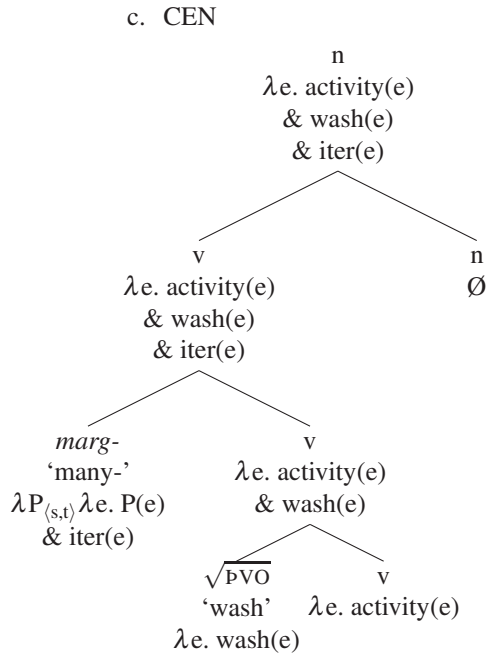 c. CEN
n
λe. activity(e)
& wash(e)
& iter(e)
v n
λe. activity(e) Ø
& wash(e)
& iter(e)
marg- v
‘many-’ λe. activity(e)
λP⟨s,t⟩ λe. P(e) & wash(e)
& iter(e)
√ÞVO v
‘wash’ λe. activity(e)
λe. wash(e)